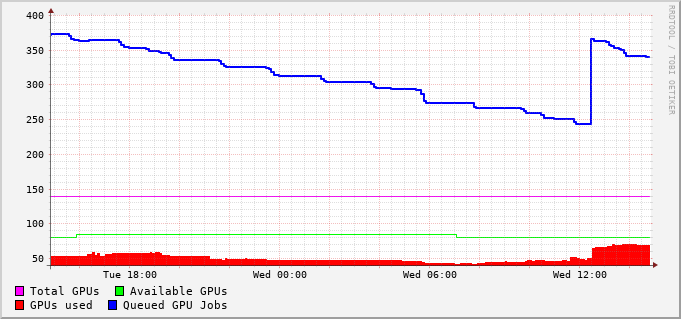 400
350
300
250
200
150
100
50
Tue 18:00 Wed 00:00 Wed 06:00 Wed 12:00
Total GPUs Available GPUs
GPUs used Queued GPU Jobs
RRDTOOL / TOBI OETIKER